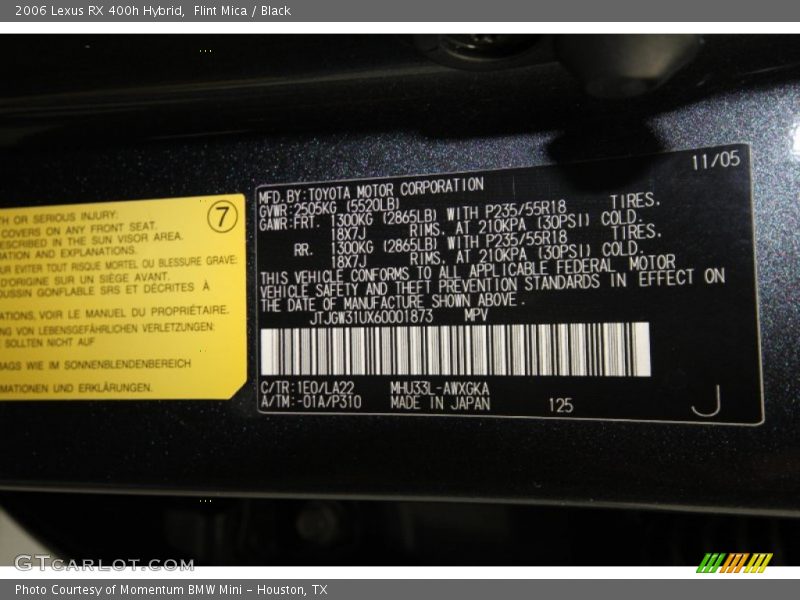 2006 Lexus RX 400h Hybrid,  Flint Mica / Black
7
TH OR SERIOUS INJURY:
COVERS ON ANY FRONT SEAT.
ESCRIBED IN THE SUN VISOR AREA.
ATION AND EXPLANATIONS.
UR EVITER TOUT RISQUE MORTEL OU BLESSURE GRAVE:
D'ORIGINE SUR UN SIÈGE AVANT.
OUSSIN GONFLABLE SRS ET DÉCRITES À
ATIONS, VOIR LE MANUEL DU PROPRIÉTAIRE.
NG VON LEBENSGEFÄHRLICHEN VERLETZUNGEN:
SOLLTEN NICHT AUF
BAGS WIE IM SONNENBLENDENBEREICH
MATIONEN UND ERKLÄRUNGEN.
11/05
MFD.BY:TOYOTA MOTOR CORPORATION
GVWR:2505KG (5520LB)
GAWR:FRT. 1300KG (2865LB) WITH P235/55R18 TIRES.
18X7J RIMS. AT 210KPA (30PSI) COLD.
RR. 1300KG (2865LB) WITH P235/55R18 TIRES.
18X7J RIMS. AT 210KPA (30PSI) COLD.
THIS VEHICLE CONFORMS TO ALL APPLICABLE FEDERAL MOTOR
VEHICLE SAFETY AND THEFT PREVENTION STANDARDS IN EFFECT ON
THE DATE OF MANUFACTURE SHOWN ABOVE.
JTJGW31UX60001873 MPV
C/TR:1E0/LA22 MHU33L-AWXGKA
A/TM:-01A/P310 MADE IN JAPAN 125 J
GTCARLOT.COM
Photo Courtesy of Momentum BMW Mini - Houston, TX